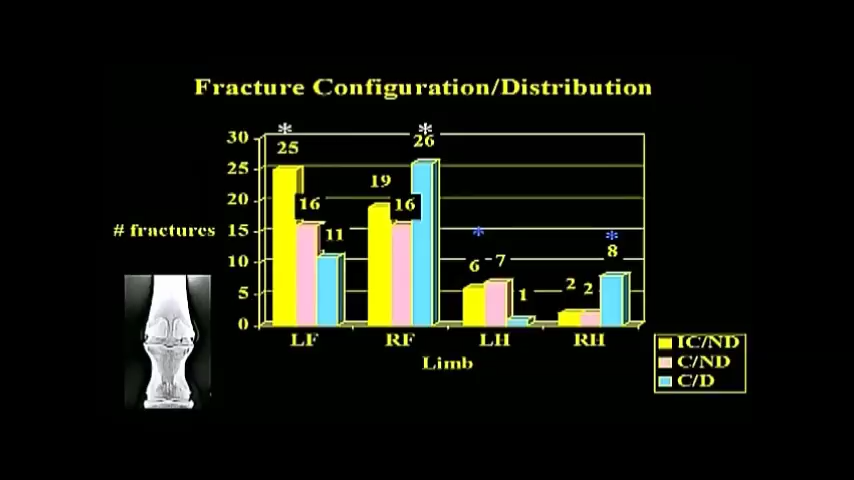 Fracture Configuration/Distribution
* *
30 25 26
25 19
20 16 16
# fractures 15 11 * *
10 6 7 8
5 1 2 2
0
LF RF LH RH
Limb
IC/ND
C/ND
C/D